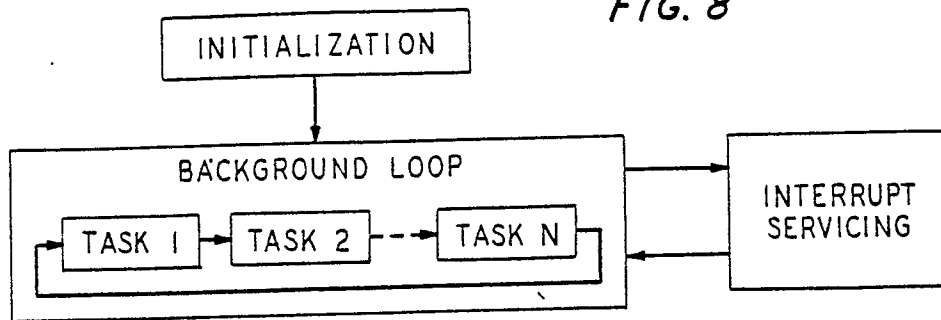 FIG. 8
INITIALIZATION
BACKGROUND LOOP
TASK 1
TASK 2
TASK N
INTERRUPT
SERVICING